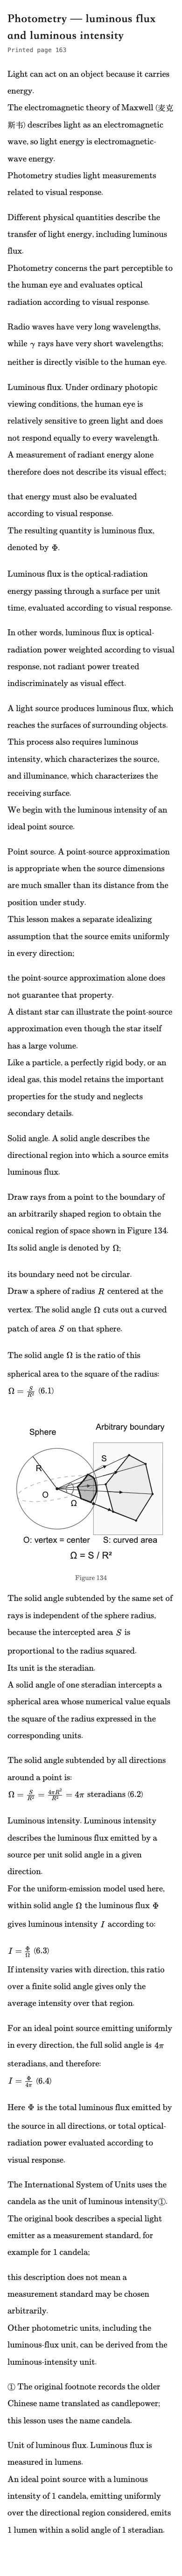 Photometry — luminous flux
and luminous intensity
Printed page 163
Light can act on an object because it carries
energy.
The electromagnetic theory of Maxwell (麦克
斯韦) describes light as an electromagnetic
wave, so light energy is electromagnetic-
wave energy.
Photometry studies light measurements
related to visual response.
Different physical quantities describe the
transfer of light energy, including luminous
flux.
Photometry concerns the part perceptible to
the human eye and evaluates optical
radiation according to visual response.
Radio waves have very long wavelengths,
while γ rays have very short wavelengths;
neither is directly visible to the human eye.
Luminous flux. Under ordinary photopic
viewing conditions, the human eye is
relatively sensitive to green light and does
not respond equally to every wavelength.
A measurement of radiant energy alone
therefore does not describe its visual effect;
that energy must also be evaluated
according to visual response.
The resulting quantity is luminous flux,
denoted by Φ.
Luminous flux is the optical-radiation
energy passing through a surface per unit
time, evaluated according to visual response.
In other words, luminous flux is optical-
radiation power weighted according to visual
response, not radiant power treated
indiscriminately as visual effect.
A light source produces luminous flux, which
reaches the surfaces of surrounding objects.
This process also requires luminous
intensity, which characterizes the source,
and illuminance, which characterizes the
receiving surface.
We begin with the luminous intensity of an
ideal point source.
Point source. A point-source approximation
is appropriate when the source dimensions
are much smaller than its distance from the
position under study.
This lesson makes a separate idealizing
assumption that the source emits uniformly
in every direction;
the point-source approximation alone does
not guarantee that property.
A distant star can illustrate the point-source
approximation even though the star itself
has a large volume.
Like a particle, a perfectly rigid body, or an
ideal gas, this model retains the important
properties for the study and neglects
secondary details.
Solid angle. A solid angle describes the
directional region into which a source emits
luminous flux.
Draw rays from a point to the boundary of
an arbitrarily shaped region to obtain the
conical region of space shown in Figure 134.
Its solid angle is denoted by Ω;
its boundary need not be circular.
Draw a sphere of radius R centered at the
vertex. The solid angle Ω cuts out a curved
patch of area S on that sphere.
The solid angle Ω is the ratio of this
spherical area to the square of the radius:
Ω = S/R² (6.1)
Sphere
Arbitrary boundary
R
S
O
Ω
O: vertex = center S: curved area
Ω = S / R²
Figure 134
The solid angle subtended by the same set of
rays is independent of the sphere radius,
because the intercepted area S is
proportional to the radius squared.
Its unit is the steradian.
A solid angle of one steradian intercepts a
spherical area whose numerical value equals
the square of the radius expressed in the
corresponding units.
The solid angle subtended by all directions
around a point is:
Ω = S/R² = 4πR²/R² = 4π steradians (6.2)
Luminous intensity. Luminous intensity
describes the luminous flux emitted by a
source per unit solid angle in a given
direction.
For the uniform-emission model used here,
within solid angle Ω the luminous flux Φ
gives luminous intensity I according to:
I = Φ/Ω (6.3)
If intensity varies with direction, this ratio
over a finite solid angle gives only the
average intensity over that region.
For an ideal point source emitting uniformly
in every direction, the full solid angle is 4π
steradians, and therefore:
I = Φ/4π (6.4)
Here Φ is the total luminous flux emitted by
the source in all directions, or total optical-
radiation power evaluated according to
visual response.
The International System of Units uses the
candela as the unit of luminous intensity①.
The original book describes a special light
emitter as a measurement standard, for
example for 1 candela;
this description does not mean a
measurement standard may be chosen
arbitrarily.
Other photometric units, including the
luminous-flux unit, can be derived from the
luminous-intensity unit.
① The original footnote records the older
Chinese name translated as candlepower;
this lesson uses the name candela.
Unit of luminous flux. Luminous flux is
measured in lumens.
An ideal point source with a luminous
intensity of 1 candela, emitting uniformly
over the directional region considered, emits
1 lumen within a solid angle of 1 steradian.